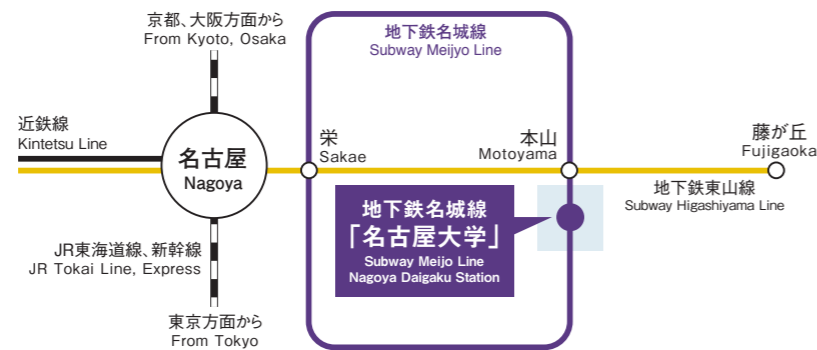 京都、大阪方面から
From Kyoto, Osaka
地下鉄名城線
Subway Meijyo Line
近鉄線
Kintetsu Line
名古屋
Nagoya
栄
Sakae
本山
Motoyama
藤が丘
Fujigaoka
地下鉄東山線
Subway Higashiyama Line
地下鉄名城線
「名古屋大学」
Subway Meijo Line
Nagoya Daigaku Station
JR東海道線、新幹線
JR Tokai Line, Express
東京方面から
From Tokyo